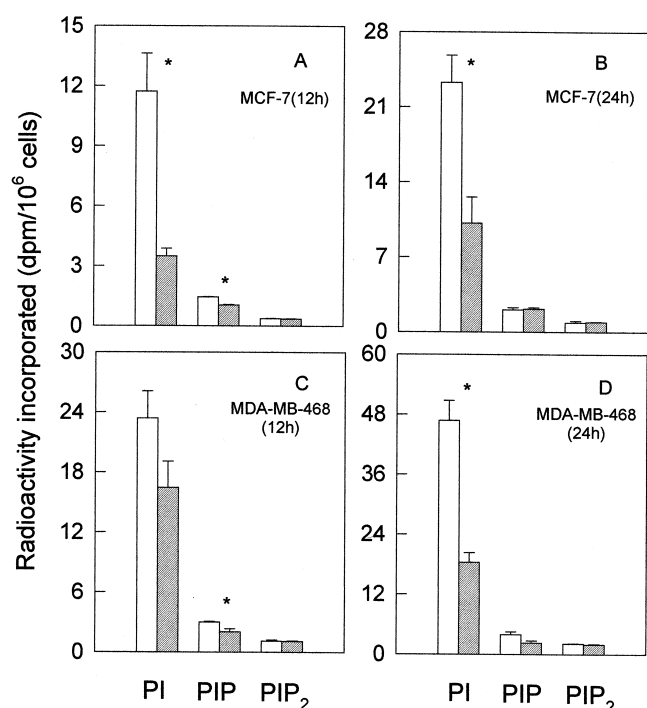 Radioactivity incorporated (dpm/10⁶ cells)
15
12
9
6
3
0
*
*
A
MCF-7(12h)
28
21
14
7
0
*
B
MCF-7(24h)
30
24
18
12
6
0
*
C
MDA-MB-468
(12h)
60
48
36
24
12
0
*
D
MDA-MB-468
(24h)
PI PIP PIP₂
PI PIP PIP₂